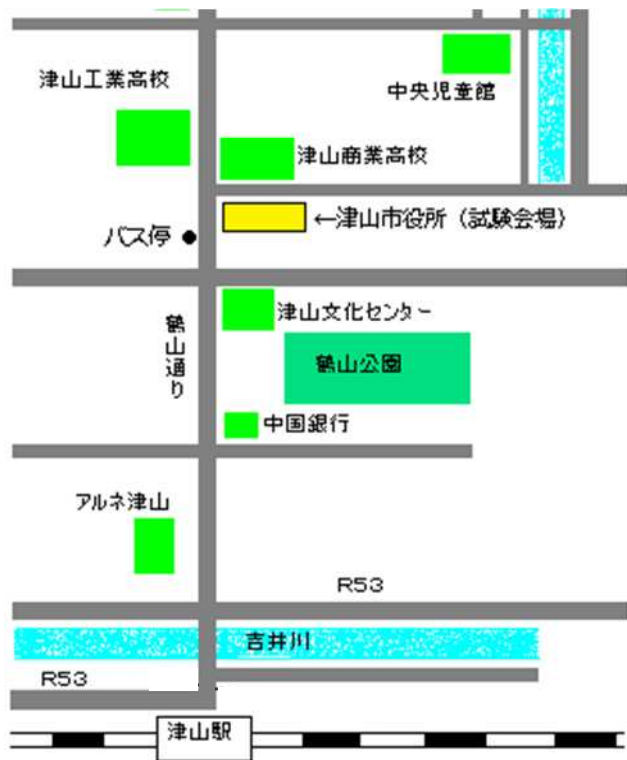 津山工業高校
中央児童館
津山商業高校
←津山市役所（試験会場）
バス停
津山文化センター
鶴山通り
鶴山公園
中国銀行
アルネ津山
R53
吉井川
R53
津山駅